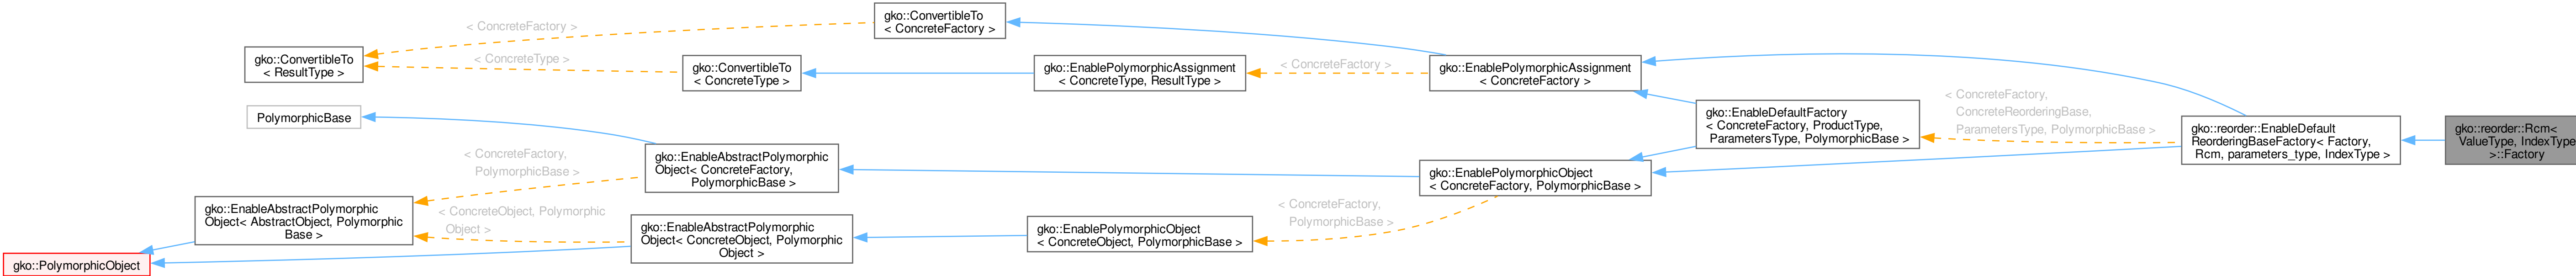 gko::ConvertibleTo
< ResultType >
PolymorphicBase
gko::EnableAbstractPolymorphic
Object< AbstractObject, Polymorphic
Base >
gko::PolymorphicObject
< ConcreteFactory >
< ConcreteType >
< ConcreteFactory,
PolymorphicBase >
< ConcreteObject, Polymorphic
Object >
gko::ConvertibleTo
< ConcreteFactory >
gko::ConvertibleTo
< ConcreteType >
gko::EnableAbstractPolymorphic
Object< ConcreteFactory,
PolymorphicBase >
gko::EnableAbstractPolymorphic
Object< ConcreteObject, Polymorphic
Object >
gko::EnablePolymorphicAssignment
< ConcreteType, ResultType >
gko::EnablePolymorphicObject
< ConcreteObject, PolymorphicBase >
< ConcreteFactory >
< ConcreteFactory,
PolymorphicBase >
gko::EnablePolymorphicAssignment
< ConcreteFactory >
gko::EnablePolymorphicObject
< ConcreteFactory, PolymorphicBase >
gko::EnableDefaultFactory
< ConcreteFactory, ProductType,
ParametersType, PolymorphicBase >
< ConcreteFactory,
ConcreteReorderingBase,
ParametersType, PolymorphicBase >
gko::reorder::EnableDefault
ReorderingBaseFactory< Factory,
Rcm, parameters_type, IndexType >
gko::reorder::Rcm<
ValueType, IndexType
>::Factory